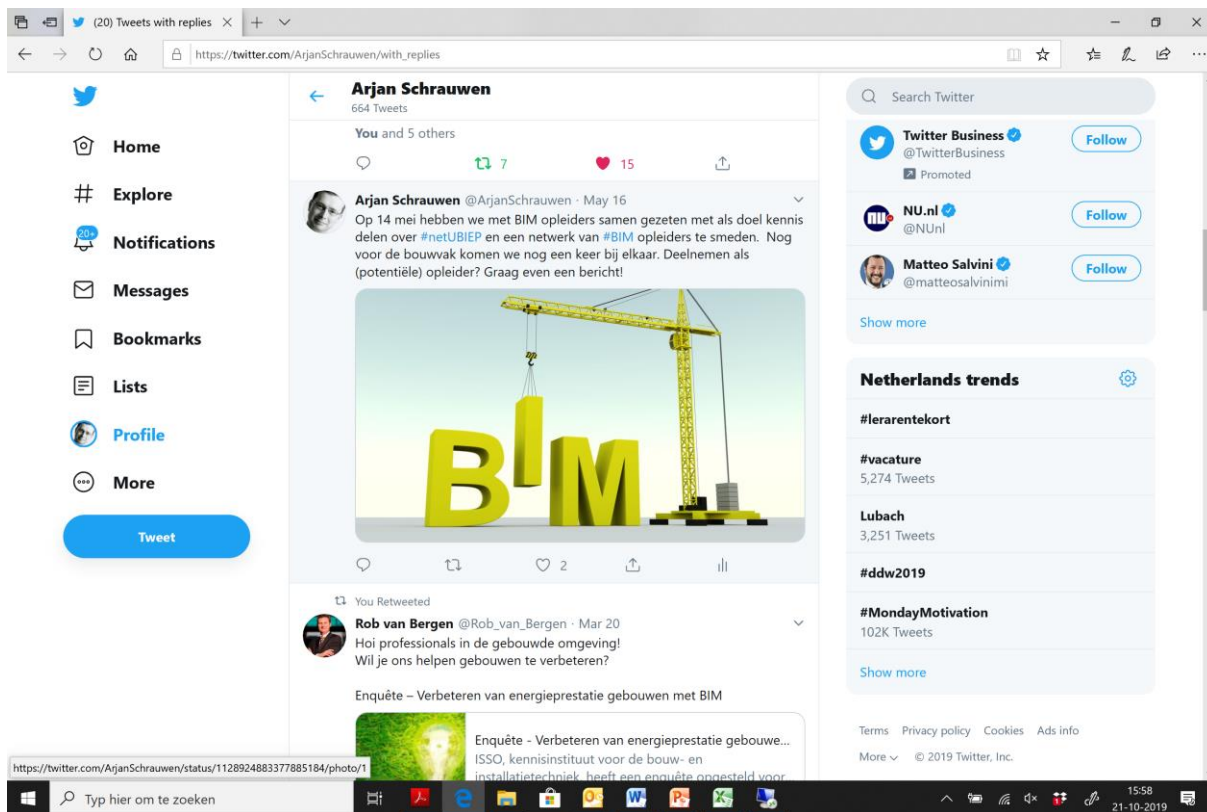 (20) Tweets with replies
https://twitter.com/ArjanSchrauwen/with_replies
Home
Explore
20+
Notifications
Messages
Bookmarks
Lists
Profile
More
Tweet
Arjan Schrauwen
664 Tweets
You and 5 others
7
15
Arjan Schrauwen @ArjanSchrauwen · May 16
Op 14 mei hebben we met BIM opleiders samen gezeten met als doel kennis
delen over #netUBIEP en een netwerk van #BIM opleiders te smeden. Nog
voor de bouwvak komen we nog een keer bij elkaar. Deelnemen als
(potentiële) opleider? Graag even een bericht!
BIM
2
You Retweeted
Rob van Bergen @Rob_van_Bergen · Mar 20
Hoi professionals in de gebouwde omgeving!
Wil je ons helpen gebouwen te verbeteren?
Enquête – Verbeteren van energieprestatie gebouwen met BIM
Enquête - Verbeteren van energieprestatie gebouwe...
ISSO, kennisinstituut voor de bouw- en
installatietechniek, heeft een enquête opgesteld voor
Search Twitter
Twitter Business
@TwitterBusiness
Promoted
Follow
nu
NU.nl
@NUnl
Follow
Matteo Salvini
@matteosalvinimi
Follow
Show more
Netherlands trends
#lerarentekort
#vacature
5,274 Tweets
Lubach
3,251 Tweets
#ddw2019
#MondayMotivation
102K Tweets
Show more
Terms Privacy policy Cookies Ads info
More © 2019 Twitter, Inc.
https://twitter.com/ArjanSchrauwen/status/1128924883377885184/photo/1
Typ hier om te zoeken
15:58
21-10-2019